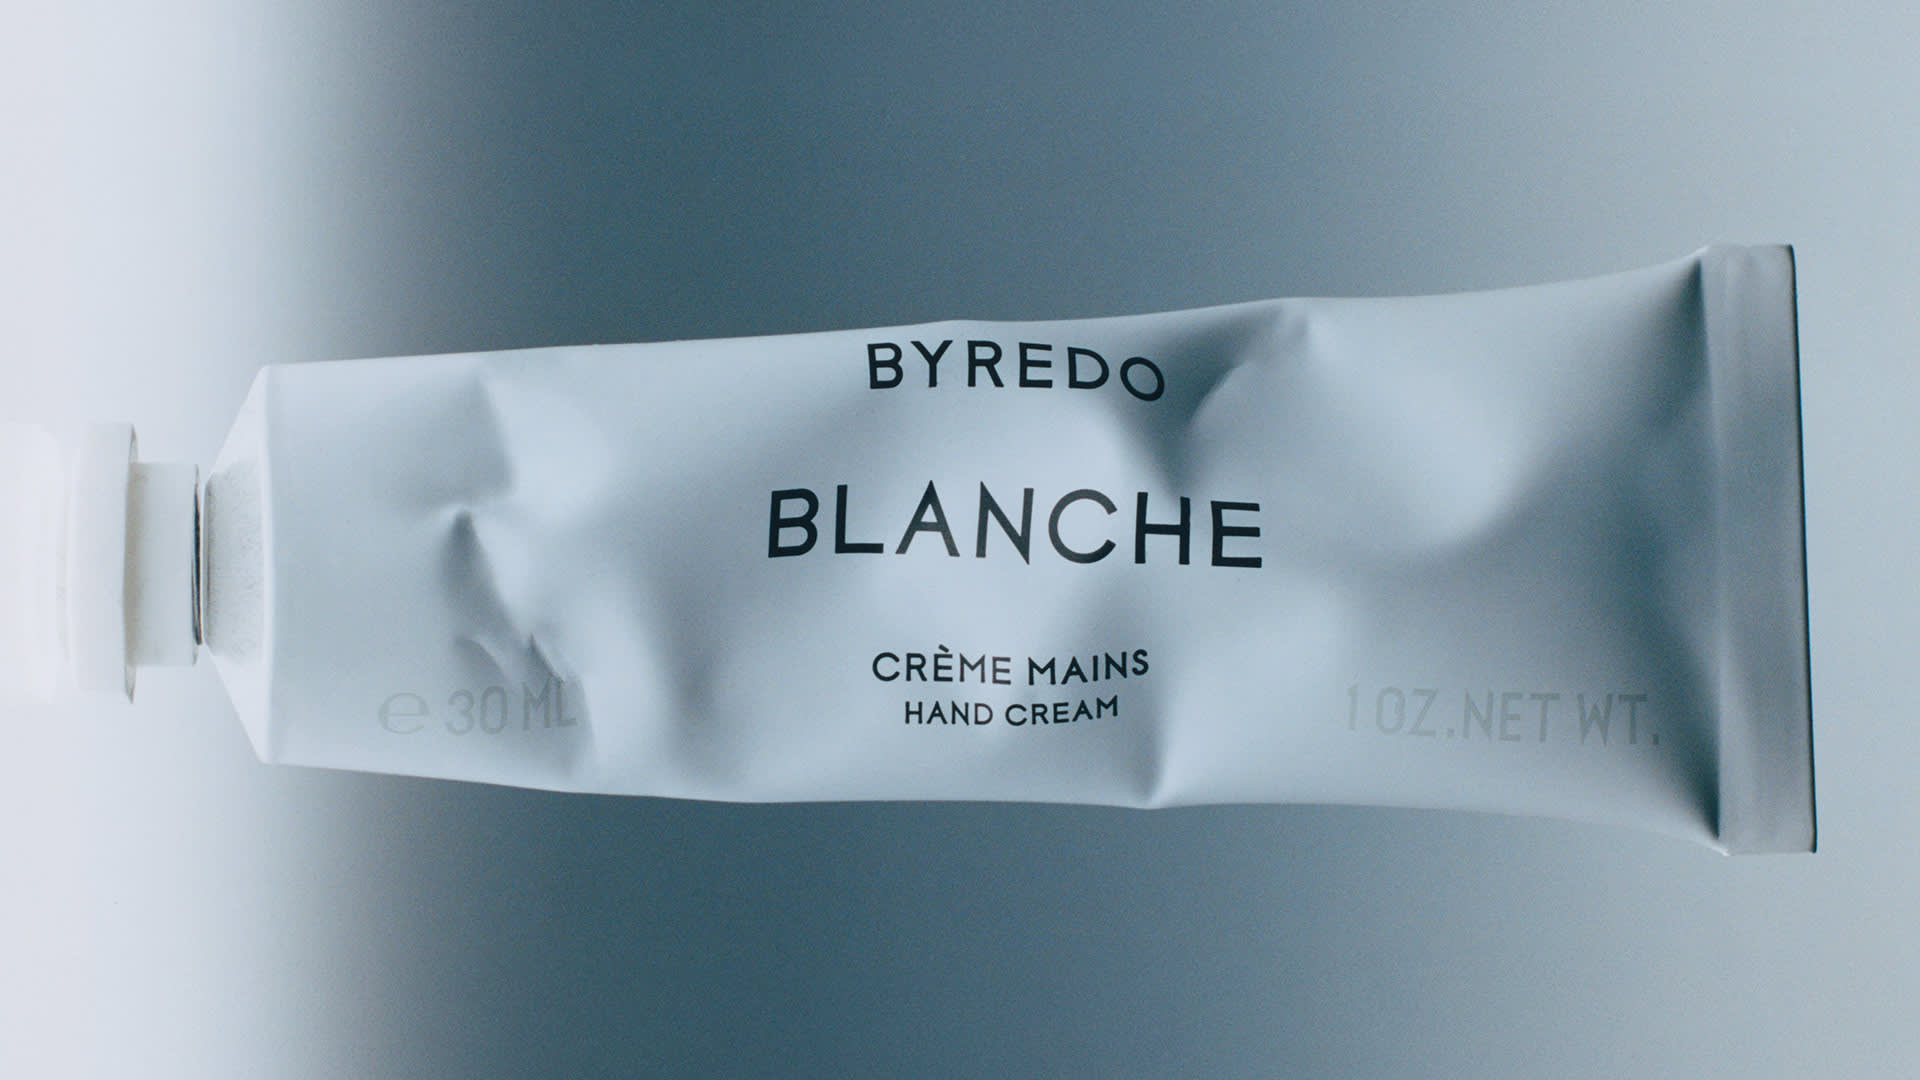 BYREDO
BLANCHE
CRÈME MAINS
HAND CREAM
℮ 30 ML
1 OZ.NET WT.